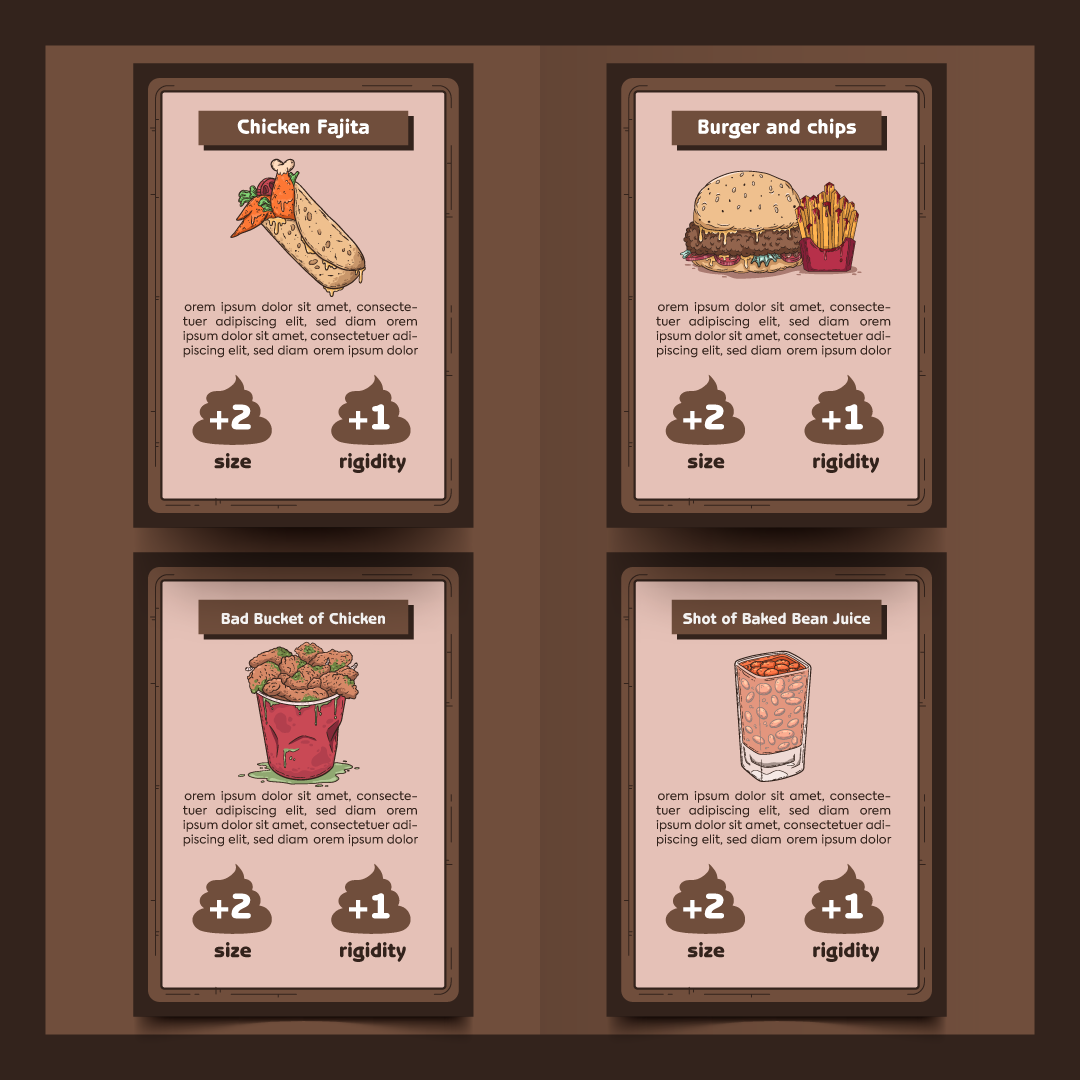 Chicken Fajita
orem ipsum dolor sit amet, consecte-
tuer adipiscing elit, sed diam orem
ipsum dolor sit amet, consectetuer adi-
piscing elit, sed diam orem ipsum dolor
+2 +1
size rigidity
Burger and chips
orem ipsum dolor sit amet, consecte-
tuer adipiscing elit, sed diam orem
ipsum dolor sit amet, consectetuer adi-
piscing elit, sed diam orem ipsum dolor
+2 +1
size rigidity
Bad Bucket of Chicken
orem ipsum dolor sit amet, consecte-
tuer adipiscing elit, sed diam orem
ipsum dolor sit amet, consectetuer adi-
piscing elit, sed diam orem ipsum dolor
+2 +1
size rigidity
Shot of Baked Bean Juice
orem ipsum dolor sit amet, consecte-
tuer adipiscing elit, sed diam orem
ipsum dolor sit amet, consectetuer adi-
piscing elit, sed diam orem ipsum dolor
+2 +1
size rigidity